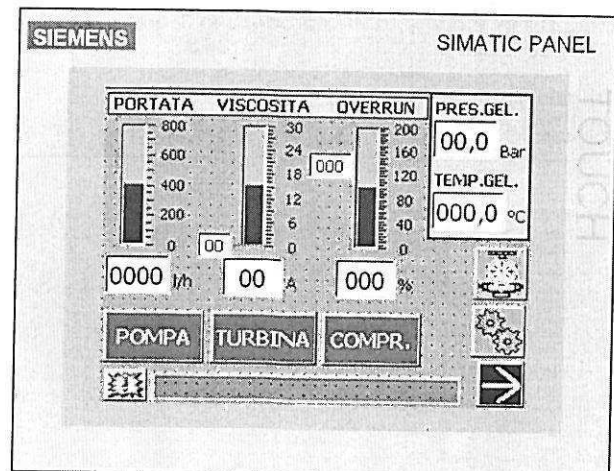 SIEMENS
SIMATIC PANEL
TOUCH
PORTATA VISCOSITA OVERRUN
PRES.GEL.
00,0 Bar
TEMP.GEL.
000,0 °C
800
600
400
200
0
30
24
18
12
6
0
200
160
120
80
40
0
000
00
0000 l/h
00 A
000 %
POMPA TURBINA COMPR.